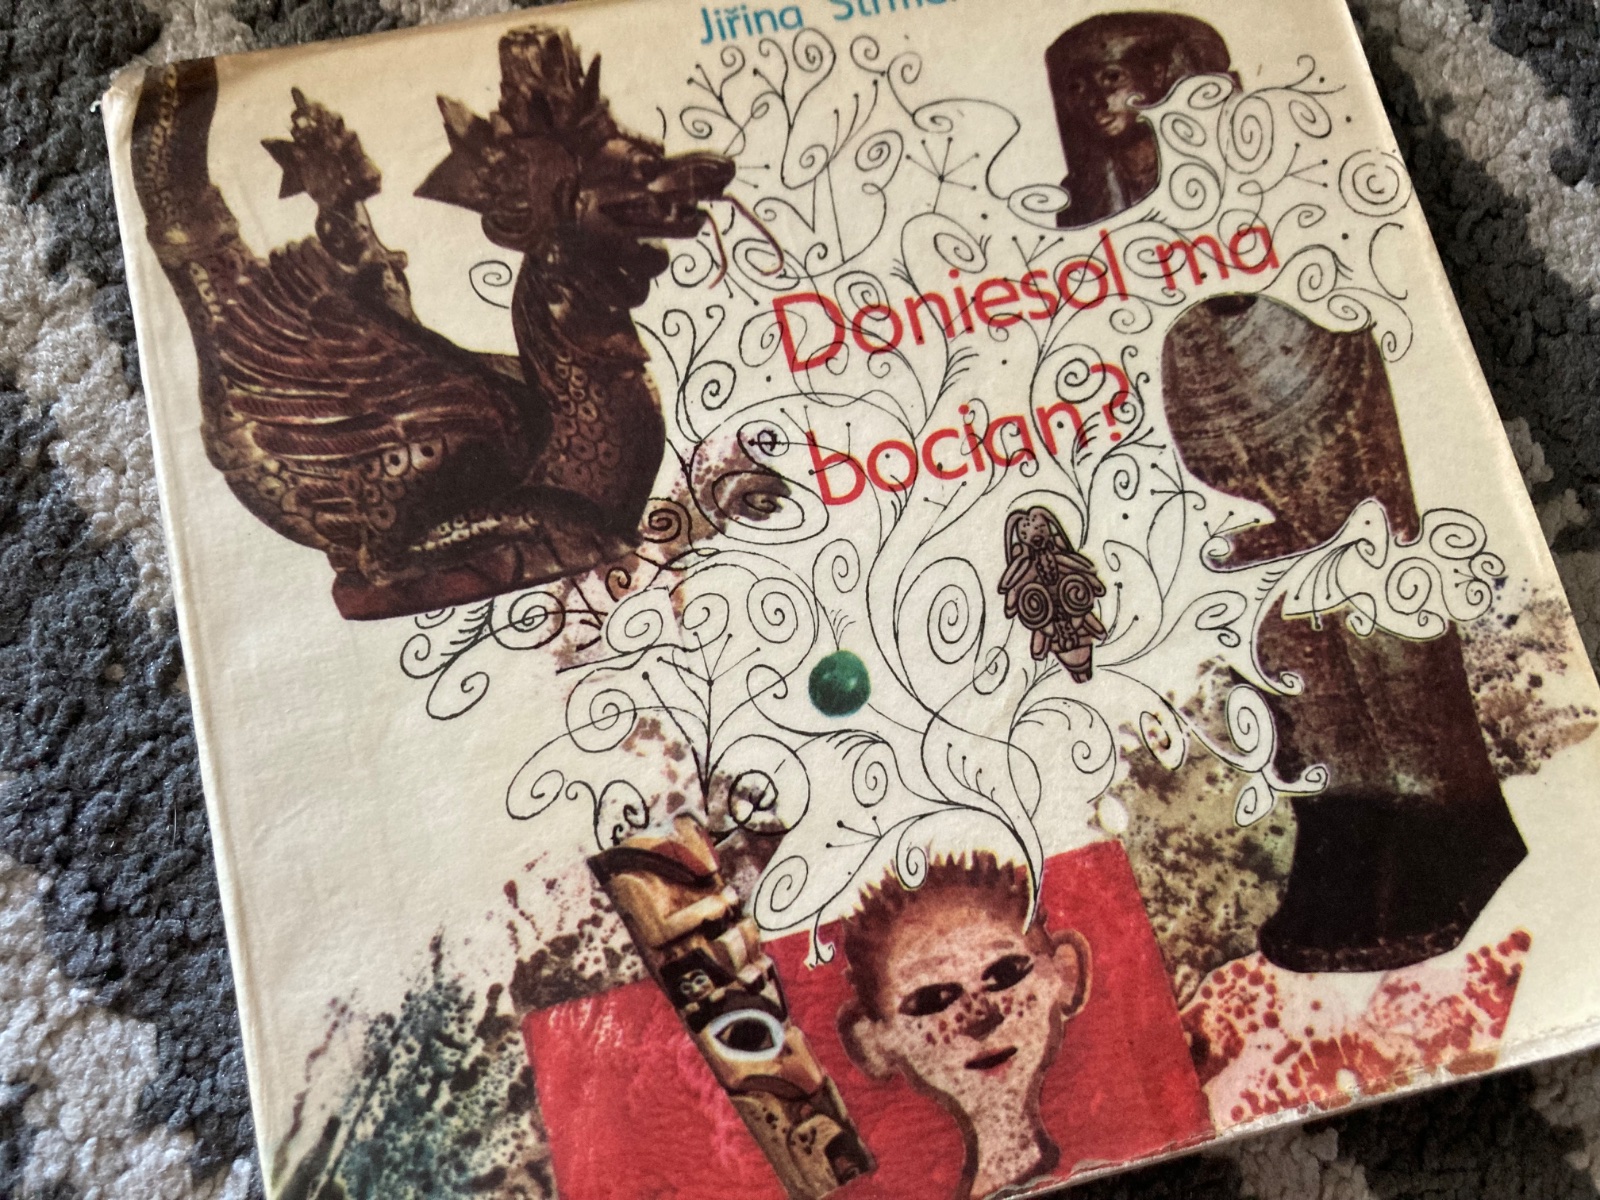 Jiřina
Doniesol ma
bocian?